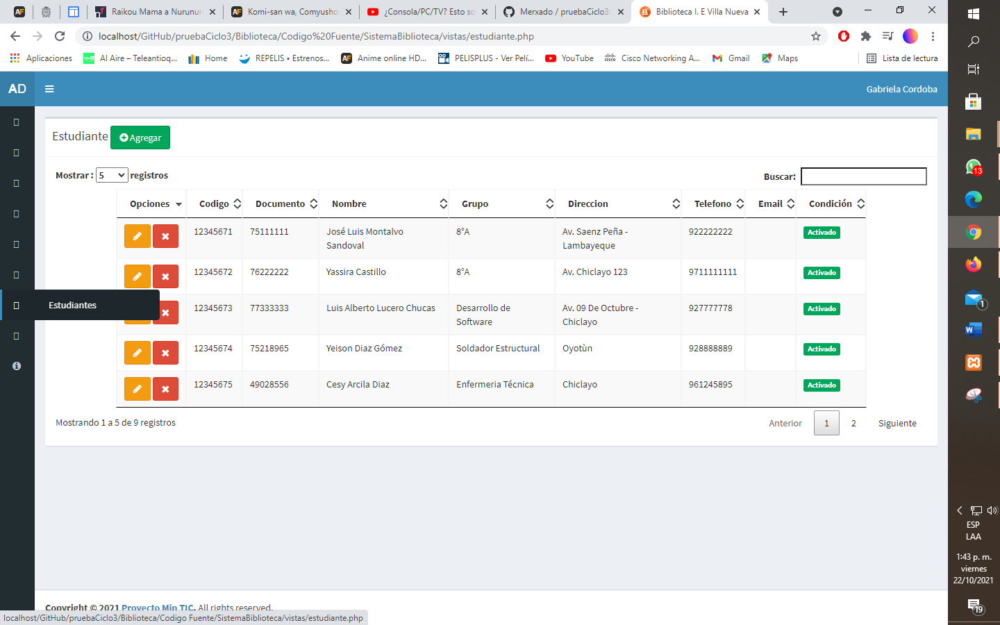 AF
Raikou Mama a Nurunur
AF
Komi-san wa, Comyusho
¿Consola/PC/TV? Esto so
Merxado / pruebaCiclo3:
Biblioteca I. E Villa Nueva
localhost/GitHub/pruebaCiclo3/Biblioteca/Codigo%20Fuente/SistemaBiblioteca/vistas/estudiante.php
Aplicaciones
Al Aire – Teleantioq...
Home
REPELIS • Estrenos...
AF
Anime online HD...
PELISPLUS - Ver Pelí...
YouTube
Cisco Networking A...
Gmail
Maps
Lista de lectura
AD
Gabriela Cordoba
Estudiante
Agregar
Mostrar : 5 registros
Buscar:
Opciones Codigo Documento Nombre Grupo Direccion Telefono Email Condición
12345671 75111111 José Luis Montalvo Sandoval 8°A Av. Saenz Peña - Lambayeque 922222222 Activado
12345672 76222222 Yassira Castillo 8°A Av. Chiclayo 123 9711111111 Activado
12345673 77333333 Luis Alberto Lucero Chucas Desarrollo de Software Av. 09 De Octubre - Chiclayo 927777778 Activado
12345674 75218965 Yeison Diaz Gómez Soldador Estructural Oyotùn 928888889 Activado
12345675 49028556 Cesy Arcila Diaz Enfermeria Técnica Chiclayo 961245895 Activado
Estudiantes
Mostrando 1 a 5 de 9 registros
Anterior 1 2 Siguiente
Copyright © 2021 Proyecto Min TIC. All rights reserved.
localhost/GitHub/pruebaCiclo3/Biblioteca/Codigo Fuente/SistemaBiblioteca/vistas/estudiante.php
13
1
W
ESP
LAA
1:43 p. m.
viernes
22/10/2021
19